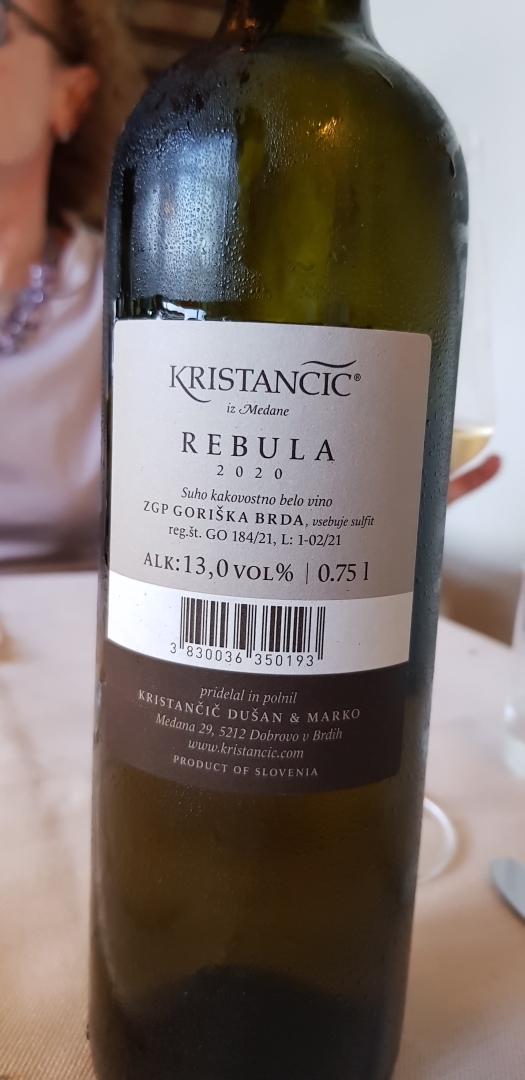 KRISTANČIČ®
iz Medane
REBULA
2020
Suho kakovostno belo vino
ZGP GORIŠKA BRDA, vsebuje sulfit
reg.št. GO 184/21, L: 1-02/21
ALK:13,0 VOL% | 0.75 l
3 830036 350193
pridelal in polnil
KRISTANČIČ DUŠAN & MARKO
Medana 29, 5212 Dobrovo v Brdih
www.kristancic.com
PRODUCT OF SLOVENIA